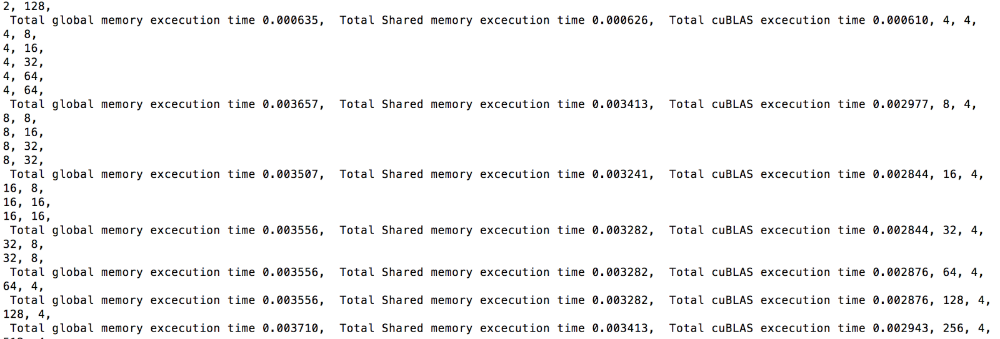 2, 128,
Total global memory excecution time 0.000635,  Total Shared memory excecution time 0.000626,  Total cuBLAS excecution time 0.000610, 4, 4,
4, 8,
4, 16,
4, 32,
4, 64,
4, 64,
Total global memory excecution time 0.003657,  Total Shared memory excecution time 0.003413,  Total cuBLAS excecution time 0.002977, 8, 4,
8, 8,
8, 16,
8, 32,
8, 32,
Total global memory excecution time 0.003507,  Total Shared memory excecution time 0.003241,  Total cuBLAS excecution time 0.002844, 16, 4,
16, 8,
16, 16,
16, 16,
Total global memory excecution time 0.003556,  Total Shared memory excecution time 0.003282,  Total cuBLAS excecution time 0.002844, 32, 4,
32, 8,
32, 8,
Total global memory excecution time 0.003556,  Total Shared memory excecution time 0.003282,  Total cuBLAS excecution time 0.002876, 64, 4,
64, 4,
Total global memory excecution time 0.003556,  Total Shared memory excecution time 0.003282,  Total cuBLAS excecution time 0.002876, 128, 4,
128, 4,
Total global memory excecution time 0.003710,  Total Shared memory excecution time 0.003413,  Total cuBLAS excecution time 0.002943, 256, 4,